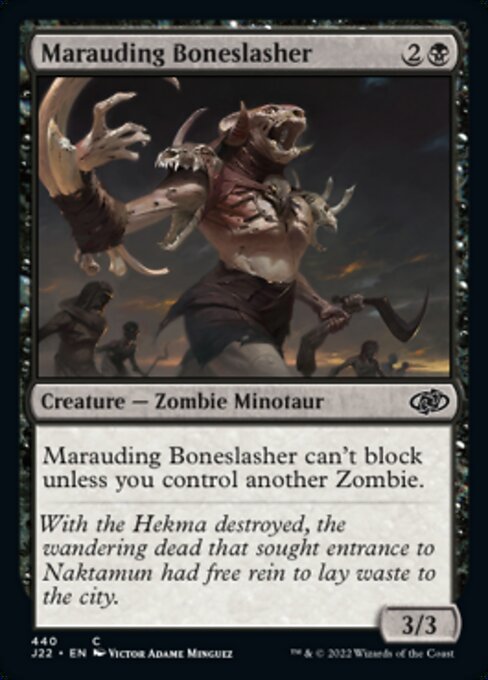 Marauding Boneslasher 2
Creature — Zombie Minotaur
Marauding Boneslasher can't block
unless you control another Zombie.
With the Hekma destroyed, the
wandering dead that sought entrance to
Naktamun had free rein to lay waste to
the city.
3/3
440 C
J22 • EN Victor Adame Minguez
™ & © 2022 Wizards of the Coast